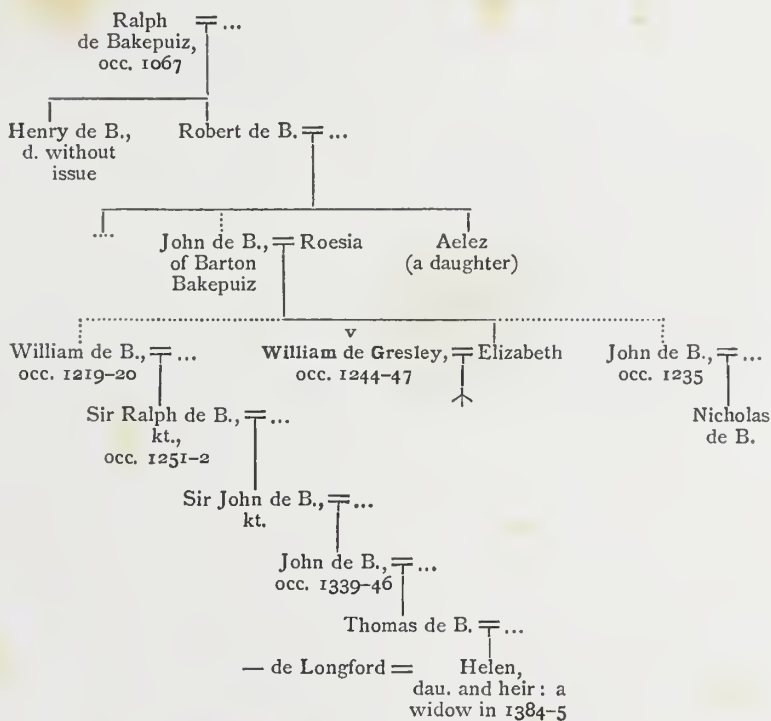 Ralph
de Bakepuiz, ...
occ. 1067
Henry de B., Robert de B. ...
d. without
issue
....
John de B., Roesia Aelez
of Barton (a daughter)
Bakepuiz
v
William de B., ... William de Gresley, Elizabeth John de B., ...
occ. 1219–20 occ. 1244–47 occ. 1235
Sir Ralph de B., ... Nicholas
kt., de B.
occ. 1251–2
Sir John de B., ...
kt.
John de B., ...
occ. 1339–46
Thomas de B. ...
— de Longford = Helen,
dau. and heir : a
widow in 1384–5